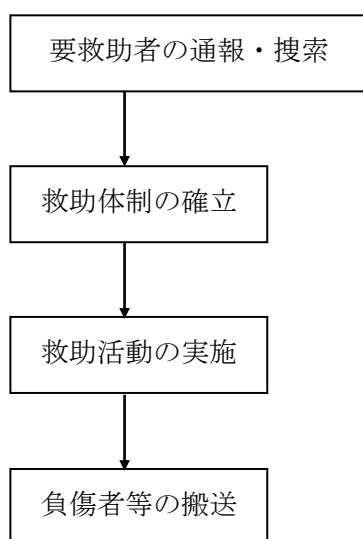 要救助者の通報・捜索
救助体制の確立
救助活動の実施
負傷者等の搬送